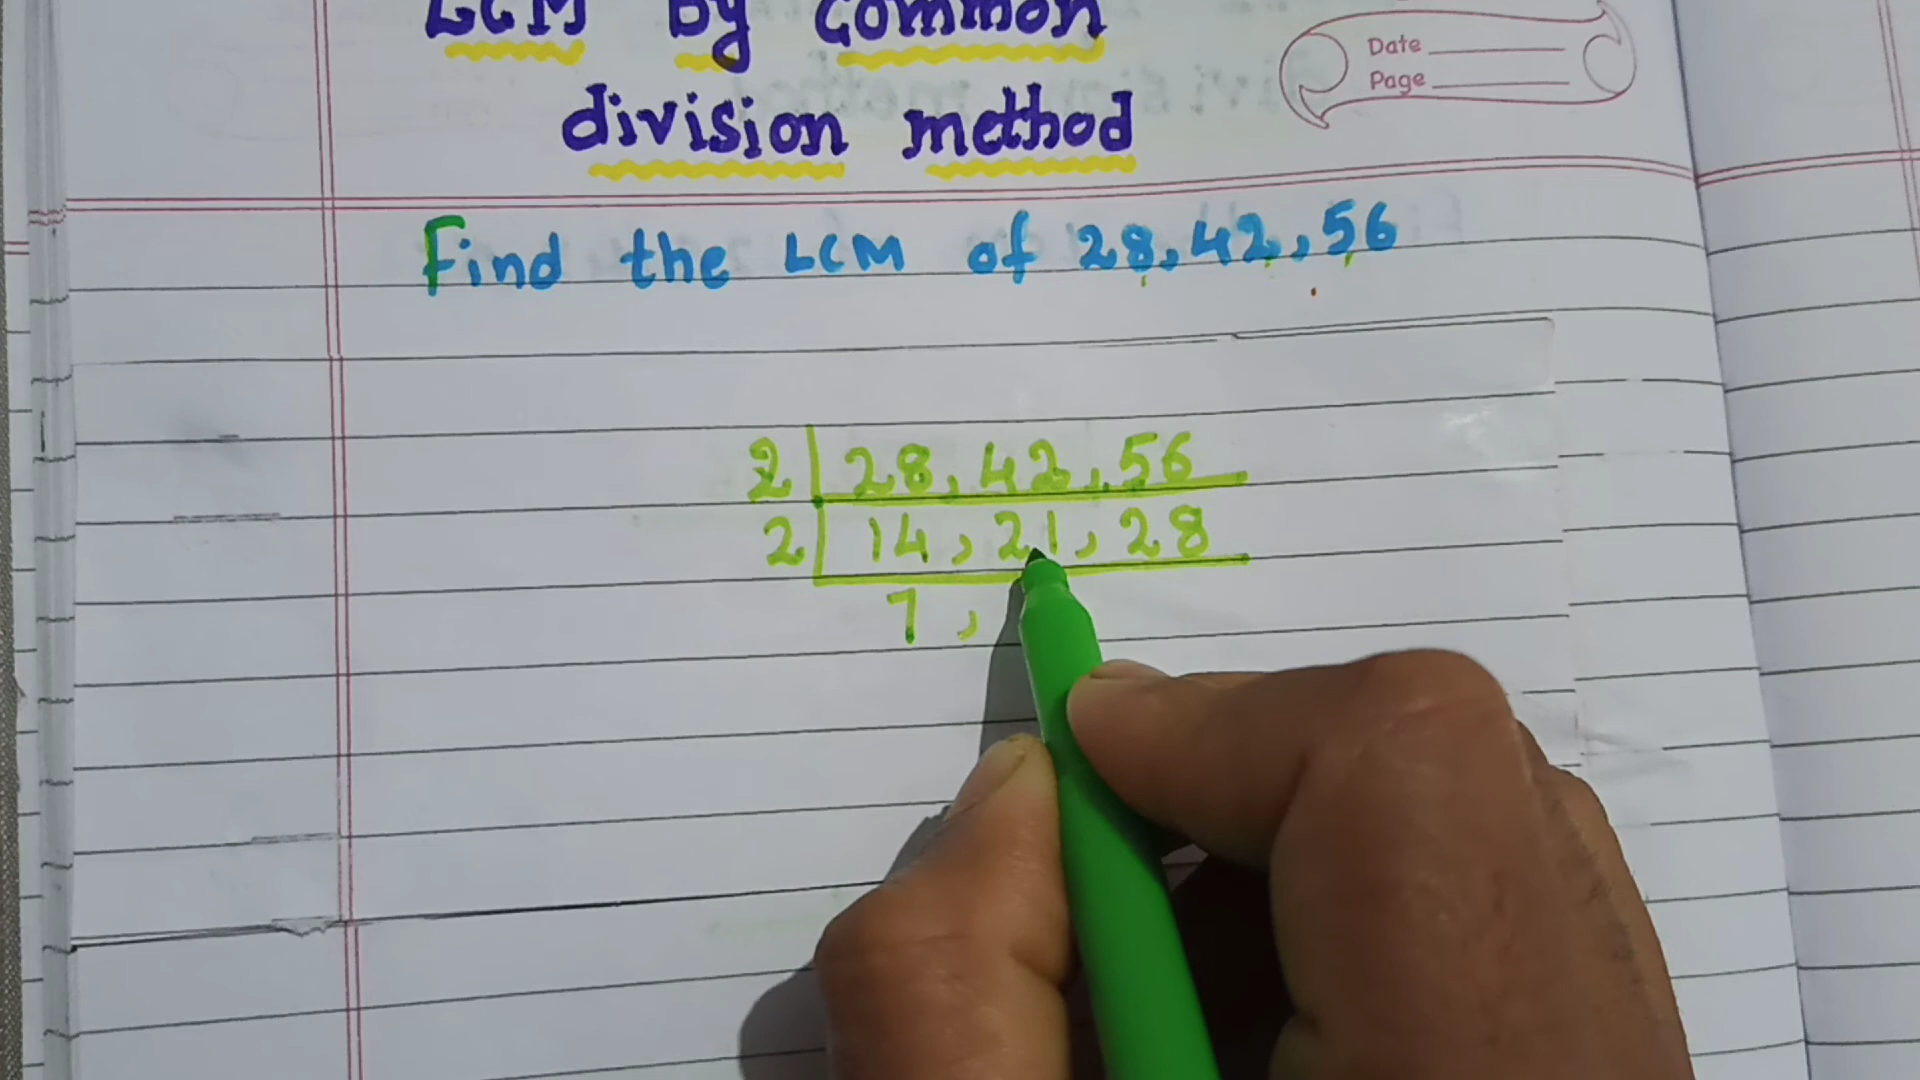 LCM By Common
division method
Date
Page
Find the LCM of 28,42,56
2 28,42,56
2 14,21,28
7,